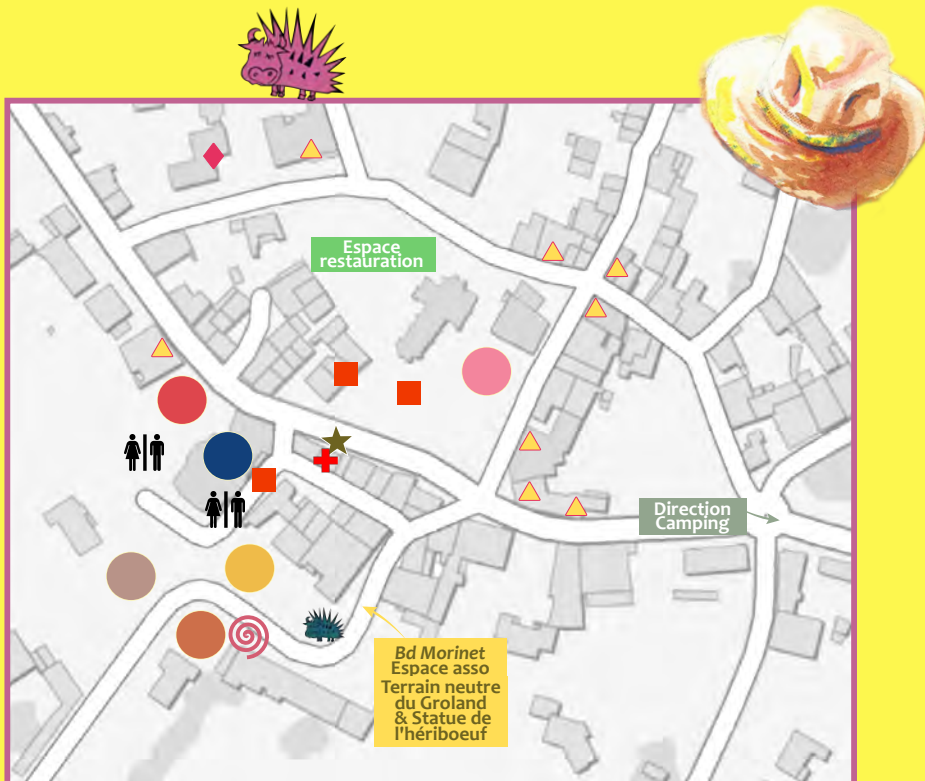 Espace
restauration
Direction
Camping
Bd Morinet
Espace asso
Terrain neutre
du Groland
& Statue de
l'hériboeuf